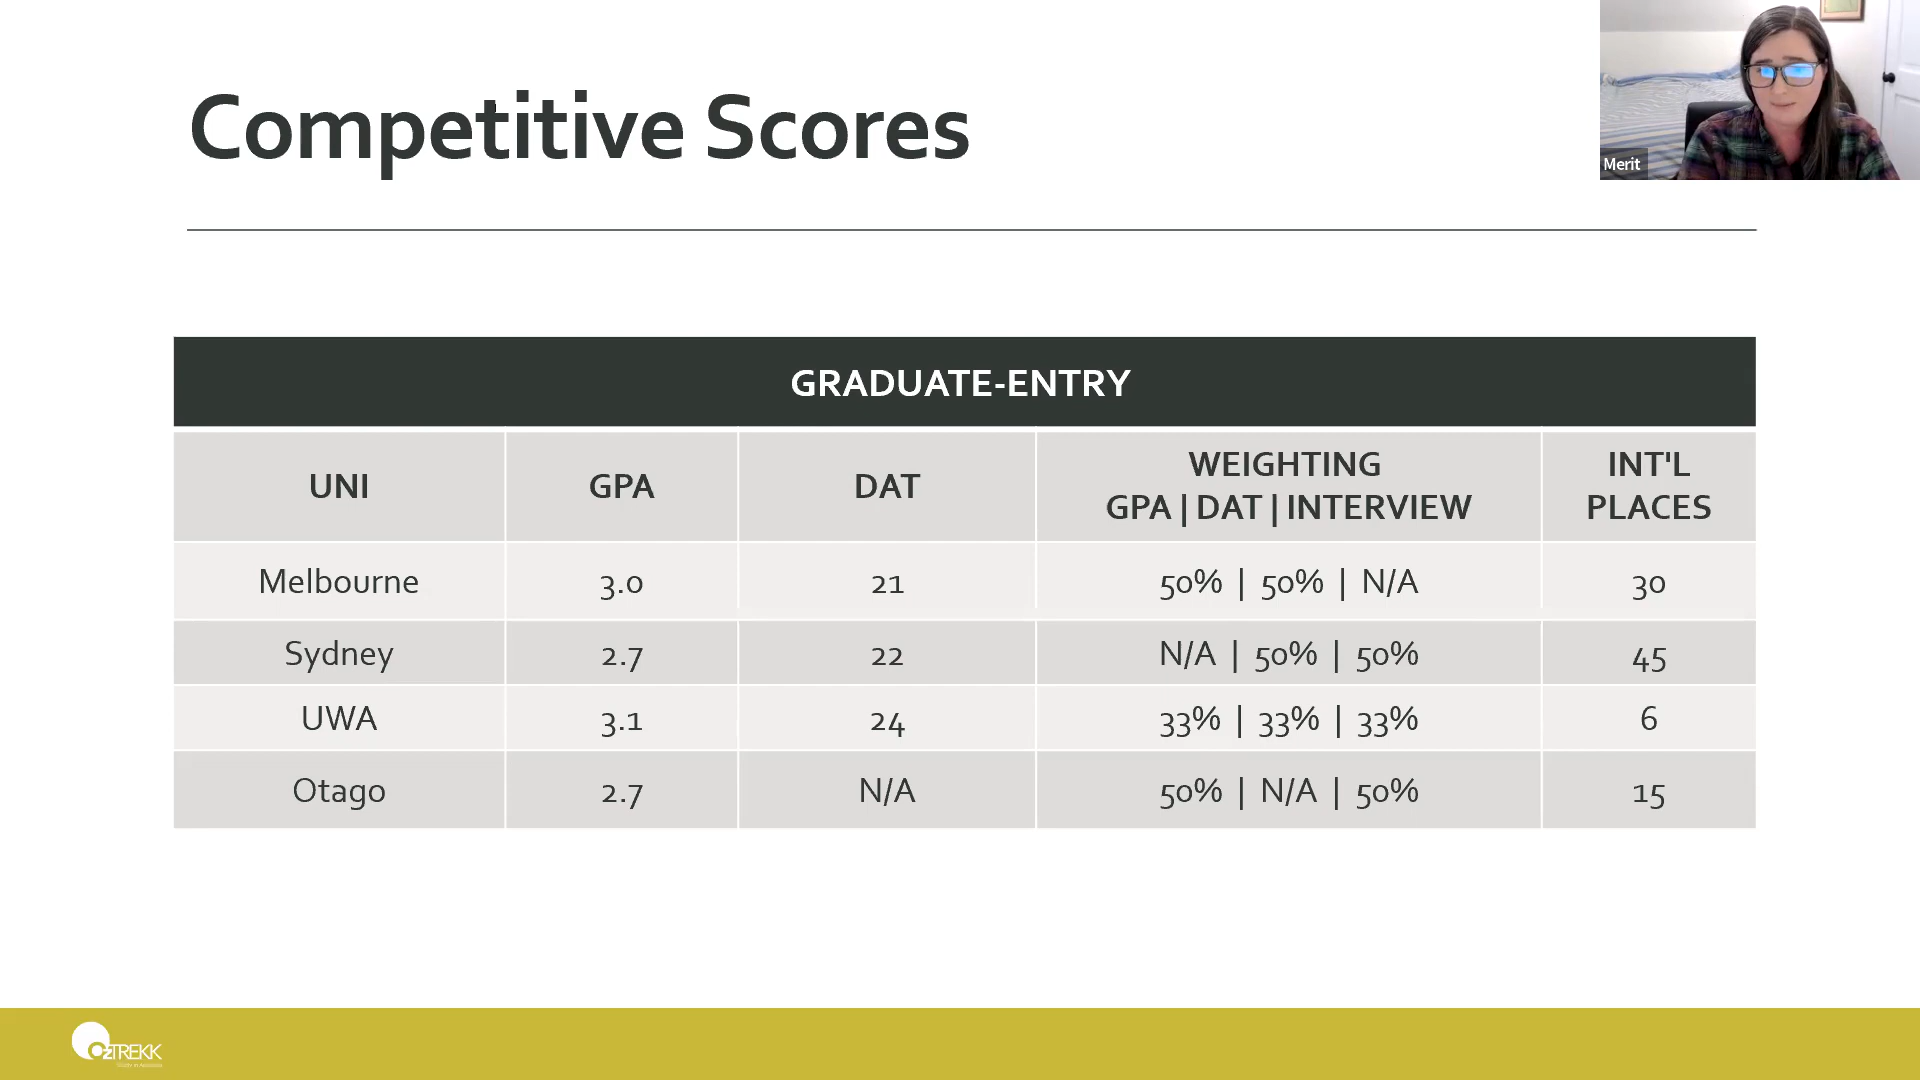 Competitive Scores
Merit
GRADUATE-ENTRY
UNI GPA DAT WEIGHTING GPA | DAT | INTERVIEW INT'L PLACES
Melbourne 3.0 21 50% | 50% | N/A 30
Sydney 2.7 22 N/A | 50% | 50% 45
UWA 3.1 24 33% | 33% | 33% 6
Otago 2.7 N/A 50% | N/A | 50% 15
OzTREKK